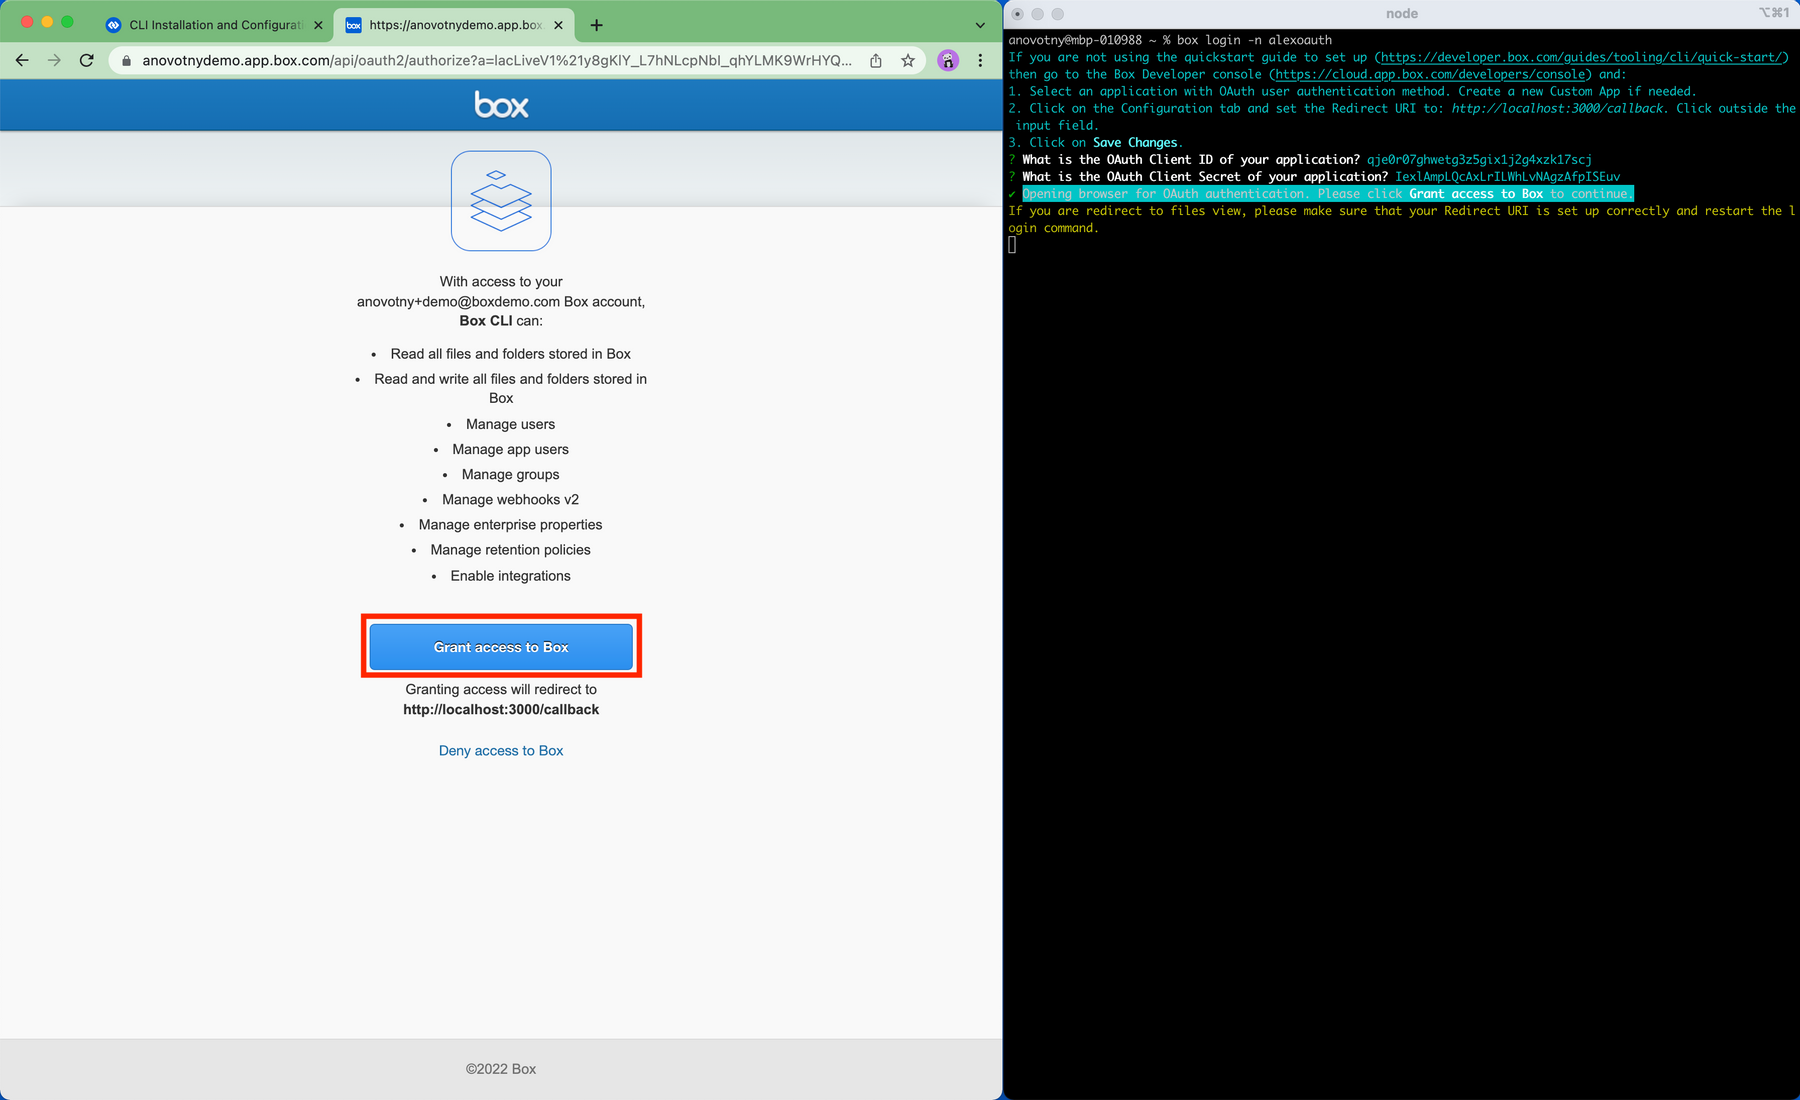 CLI Installation and Configurati
https://anovotnydemo.app.box.
anovotnydemo.app.box.com/api/oauth2/authorize?a=lacLiveV1%21y8gKlY_L7hNLcpNbI_qhYLMK9WrHYQ...
box
With access to your
anovotny+demo@boxdemo.com Box account,
Box CLI can:
• Read all files and folders stored in Box
• Read and write all files and folders stored in
Box
• Manage users
• Manage app users
• Manage groups
• Manage webhooks v2
• Manage enterprise properties
• Manage retention policies
• Enable integrations
Grant access to Box
Granting access will redirect to
http://localhost:3000/callback
Deny access to Box
©2022 Box
node
⌥⌘1
anovotny@mbp-010988 ~ % box login -n alexoauth
If you are not using the quickstart guide to set up (https://developer.box.com/guides/tooling/cli/quick-start/)
then go to the Box Developer console (https://cloud.app.box.com/developers/console) and:
1. Select an application with OAuth user authentication method. Create a new Custom App if needed.
2. Click on the Configuration tab and set the Redirect URI to: http://localhost:3000/callback. Click outside the
input field.
3. Click on Save Changes.
? What is the OAuth Client ID of your application? qje0r07ghwetg3z5gix1j2g4xzk17scj
? What is the OAuth Client Secret of your application? IexlAmpLQcAxLrILWhLvNAgzAfpISEuv
✔ Opening browser for OAuth authentication. Please click Grant access to Box to continue.
If you are redirect to files view, please make sure that your Redirect URI is set up correctly and restart the l
ogin command.